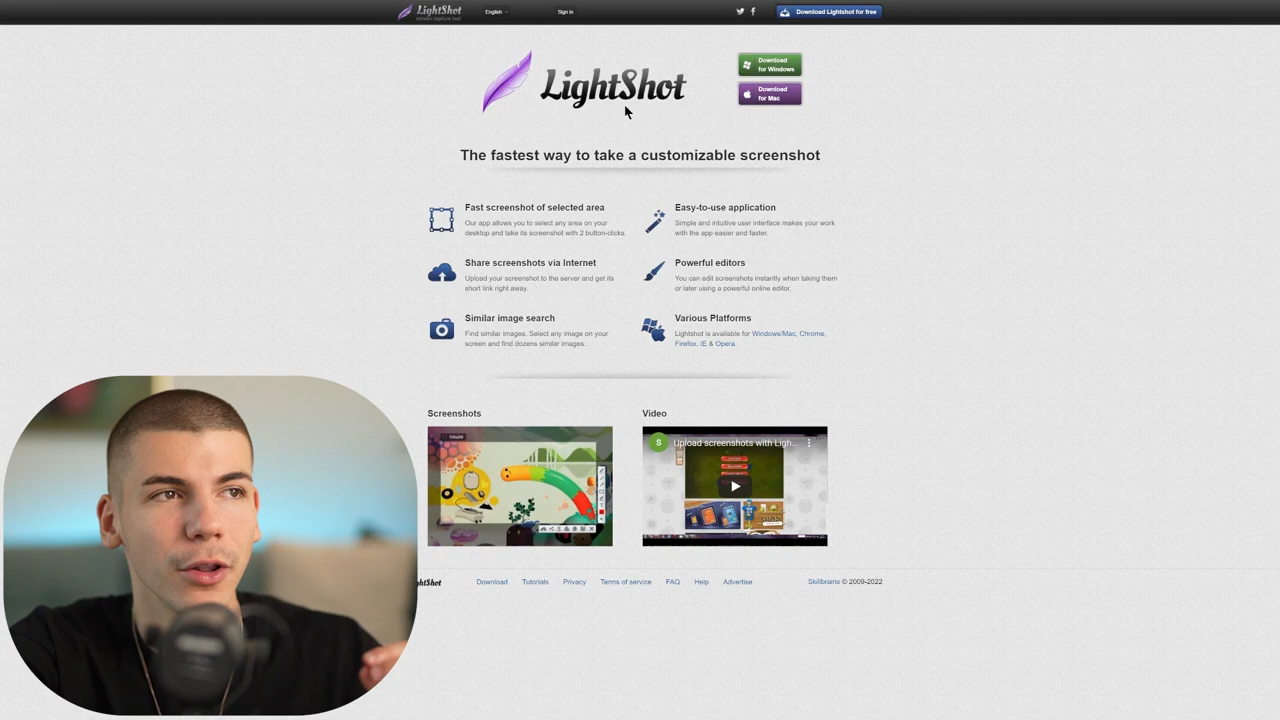 LightShot
screen capture tool
English
Sign in
Download Lightshot for free
LightShot
Download
for Windows
Download
for Mac
The fastest way to take a customizable screenshot
Fast screenshot of selected area
Our app allows you to select any area on your
desktop and take its screenshot with 2 button-clicks.
Easy-to-use application
Simple and intuitive user interface makes your work
with the app easier and faster.
Share screenshots via Internet
Upload your screenshot to the server and get its
short link right away.
Powerful editors
You can edit screenshots instantly when taking them
or later using a powerful online editor.
Similar image search
Find similar images. Select any image on your
screen and find dozens similar images.
Various Platforms
Lightshot is available for Windows/Mac, Chrome,
Firefox, IE & Opera.
Screenshots
Video
S
Upload screenshots with Ligh...
SHOP
ghtShot
Download
Tutorials
Privacy
Terms of service
FAQ
Help
Advertise
Skillbrains © 2009-2022